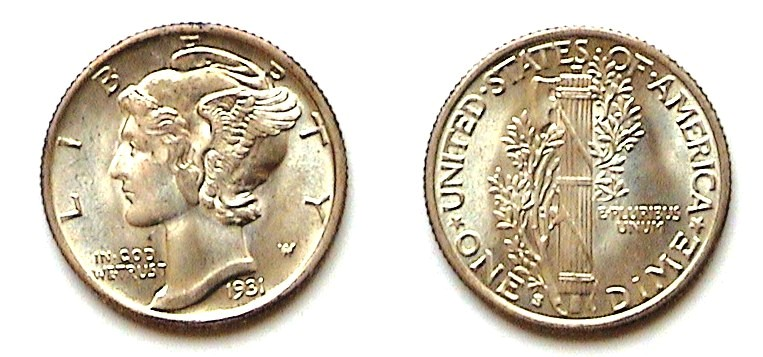 LIBERTY
IN·GOD
WE·TRUST
1931
W
UNITED·STATES·OF·AMERICA
E·PLURIBUS
UNUM
S
ONE DIME